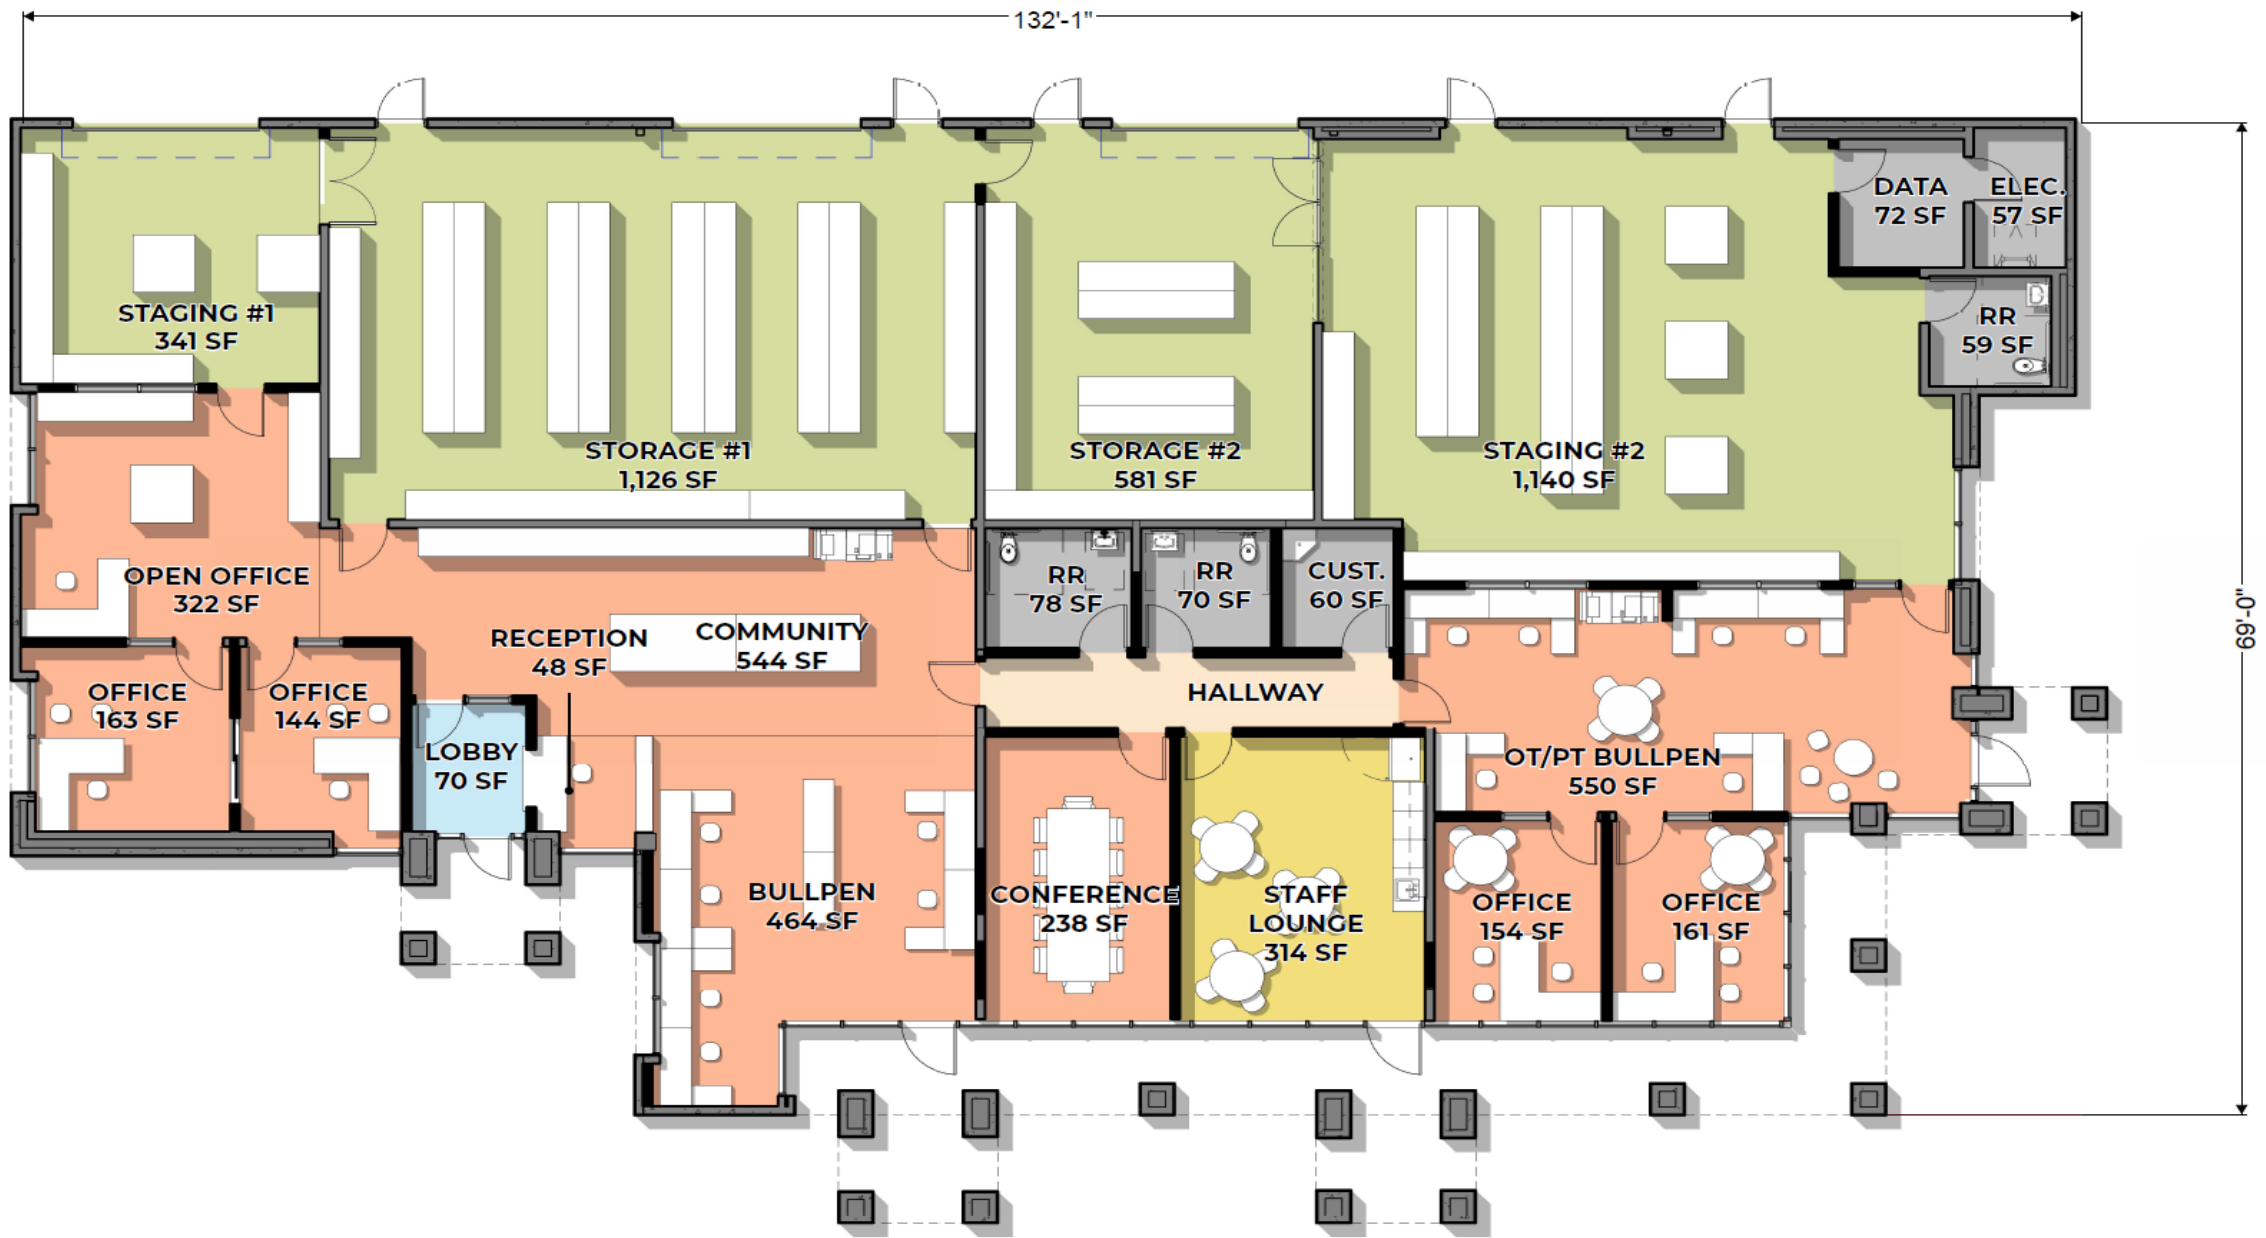 132'-1"
DATA
72 SF
ELEC.
57 SF
STAGING #1
341 SF
RR
59 SF
STORAGE #1
1,126 SF
STORAGE #2
581 SF
STAGING #2
1,140 SF
OPEN OFFICE
322 SF
RR
78 SF
RR
70 SF
CUST.
60 SF
69'-0"
RECEPTION
48 SF
COMMUNITY
544 SF
OFFICE
163 SF
OFFICE
144 SF
HALLWAY
LOBBY
70 SF
OT/PT BULLPEN
550 SF
BULLPEN
464 SF
CONFERENCE
238 SF
STAFF
LOUNGE
314 SF
OFFICE
154 SF
OFFICE
161 SF